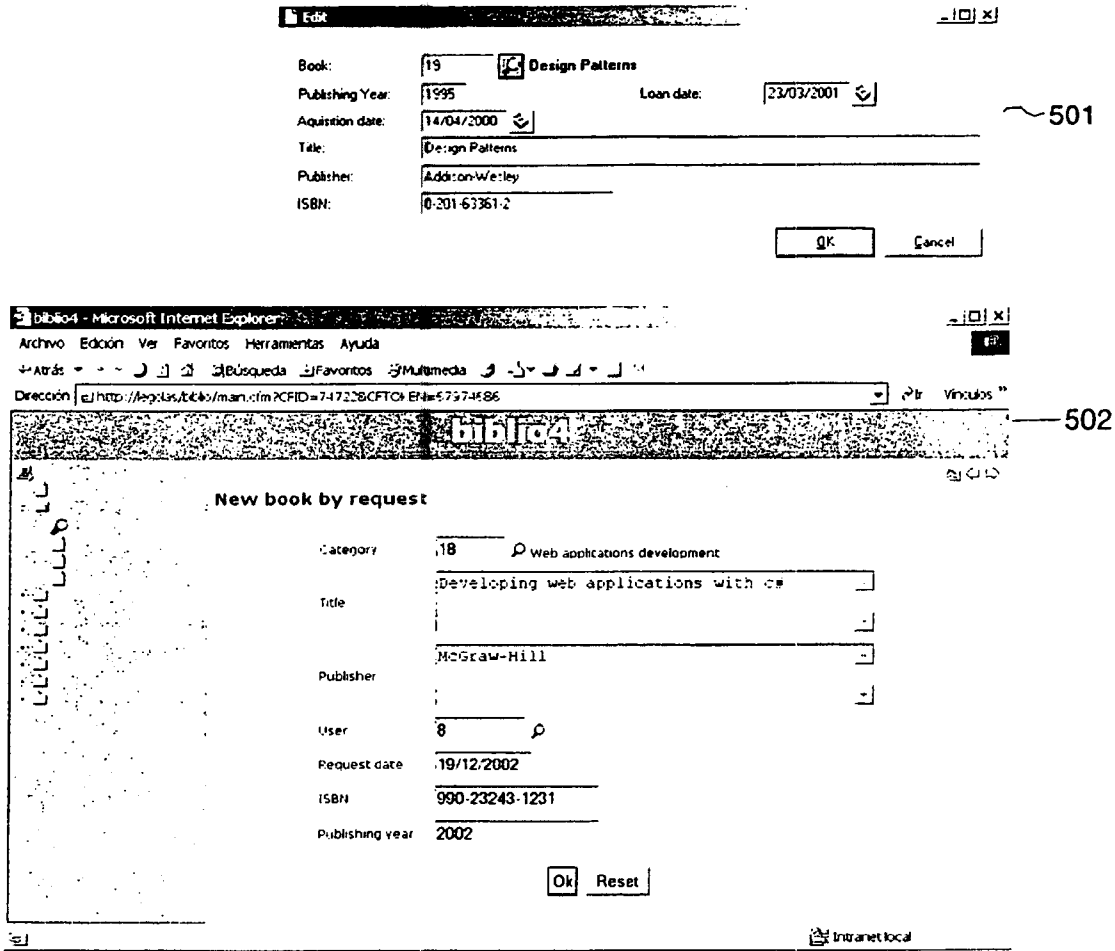 Edit
Book: 19 Design Patterns
Publishing Year: 1995 Loan date: 23/03/2001
Aquisition date: 14/04/2000
Title: Design Patterns
Publisher: Addison-Wesley
ISBN: 0-201-63361-2
501
OK Cancel
biblio4 - Microsoft Internet Explorer
Archivo Edición Ver Favoritos Herramientas Ayuda
Atrás Búsqueda Favoritos Multimedia
Dirección Ir Vínculos »
biblio4
502
New book by request
Category 18 Web applications development
Title Developing web applications with c#
Publisher McGraw-Hill
User 8
Request date 19/12/2002
ISBN 990-23243-1231
Publishing year 2002
Ok Reset
Intranet local